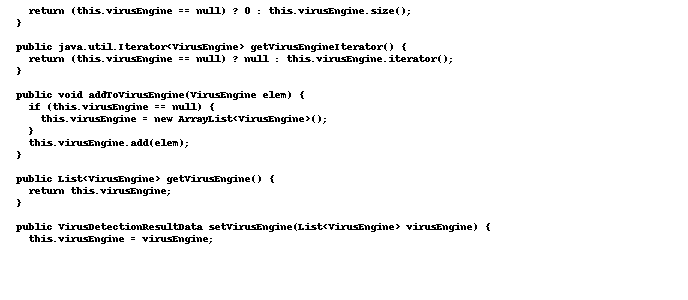 return (this.virusEngine == null) ? 0 : this.virusEngine.size();
}
public java.util.Iterator<VirusEngine> getVirusEngineIterator() {
return (this.virusEngine == null) ? null : this.virusEngine.iterator();
}
public void addToVirusEngine(VirusEngine elem) {
if (this.virusEngine == null) {
this.virusEngine = new ArrayList<VirusEngine>();
}
this.virusEngine.add(elem);
}
public List<VirusEngine> getVirusEngine() {
return this.virusEngine;
}
public VirusDetectionResultData setVirusEngine(List<VirusEngine> virusEngine) {
this.virusEngine = virusEngine;